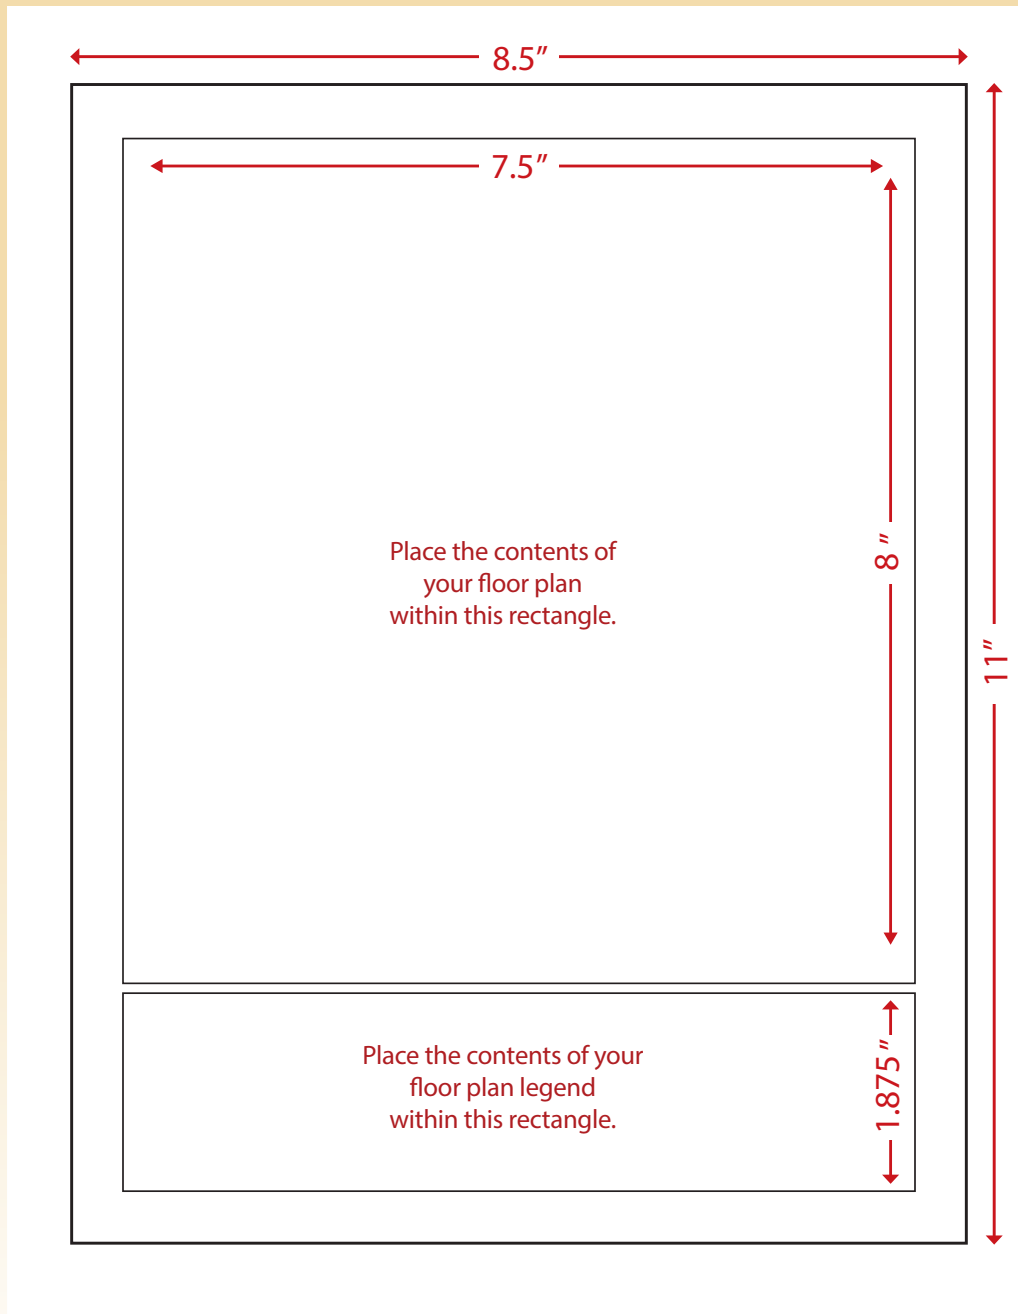 8.5”
7.5”
8 ”
11”
Place the contents of
your floor plan
within this rectangle.
Place the contents of your
floor plan legend
within this rectangle.
1.875 ”